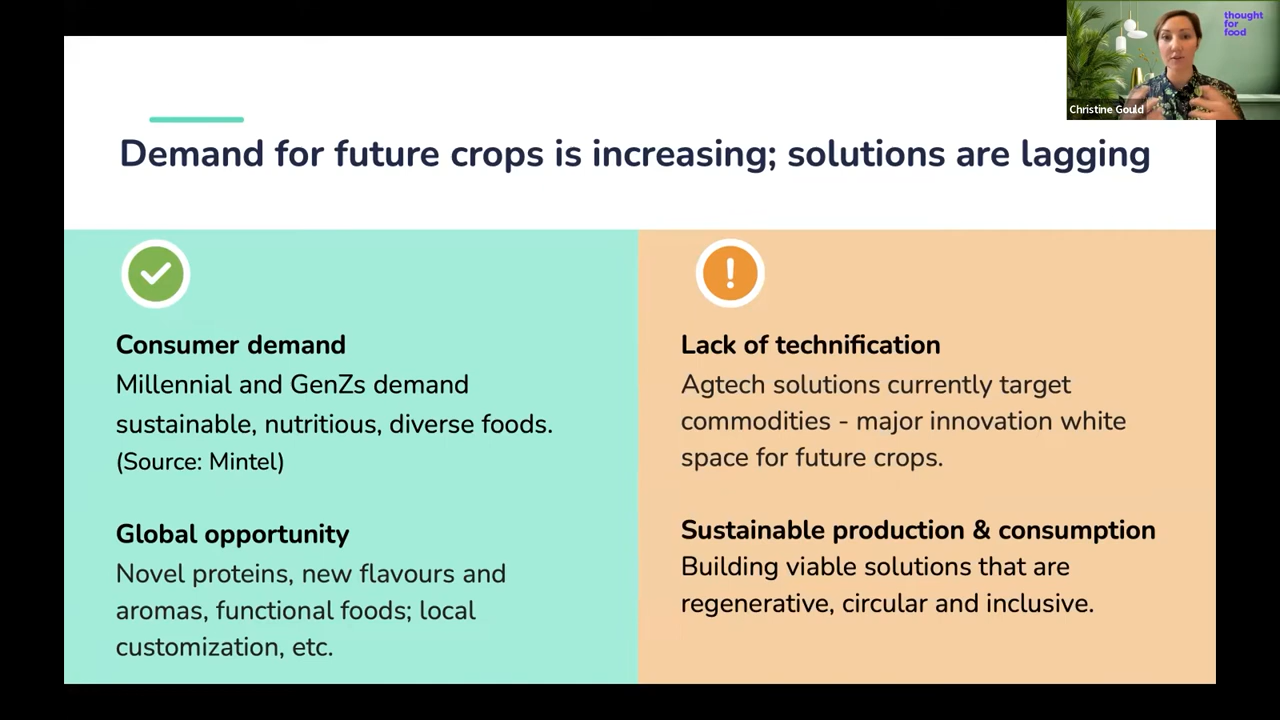 thought
for
food
Christine Gould
Demand for future crops is increasing; solutions are lagging
Consumer demand
Millennial and GenZs demand
sustainable, nutritious, diverse foods.
(Source: Mintel)
Global opportunity
Novel proteins, new flavours and
aromas, functional foods; local
customization, etc.
Lack of technification
Agtech solutions currently target
commodities - major innovation white
space for future crops.
Sustainable production & consumption
Building viable solutions that are
regenerative, circular and inclusive.